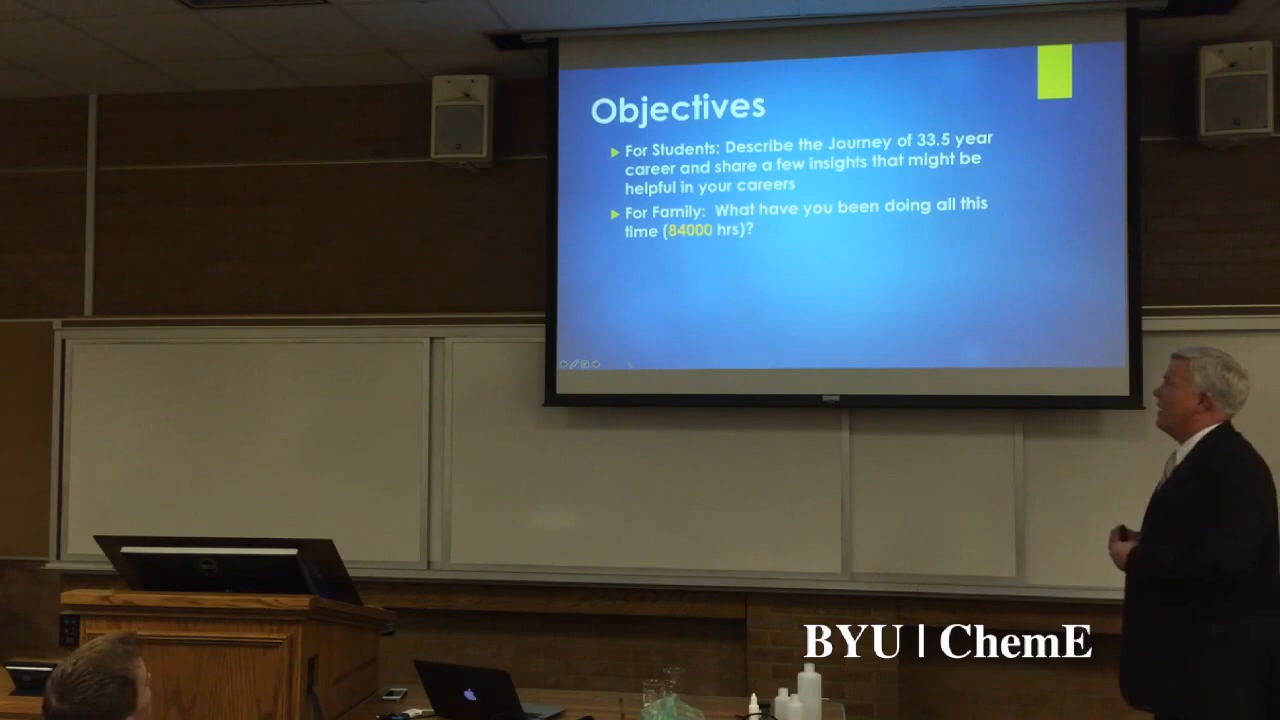 Objectives
For Students: Describe the Journey of 33.5 year
career and share a few insights that might be
helpful in your careers
For Family: What have you been doing all this
time (84000 hrs)?
BYU | ChemE